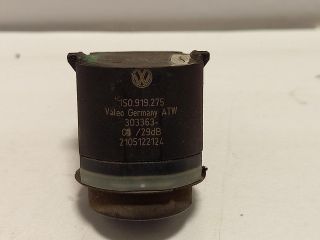 1S0.919.275
Valeo Germany ATW
303363-
/29dB
2105122124